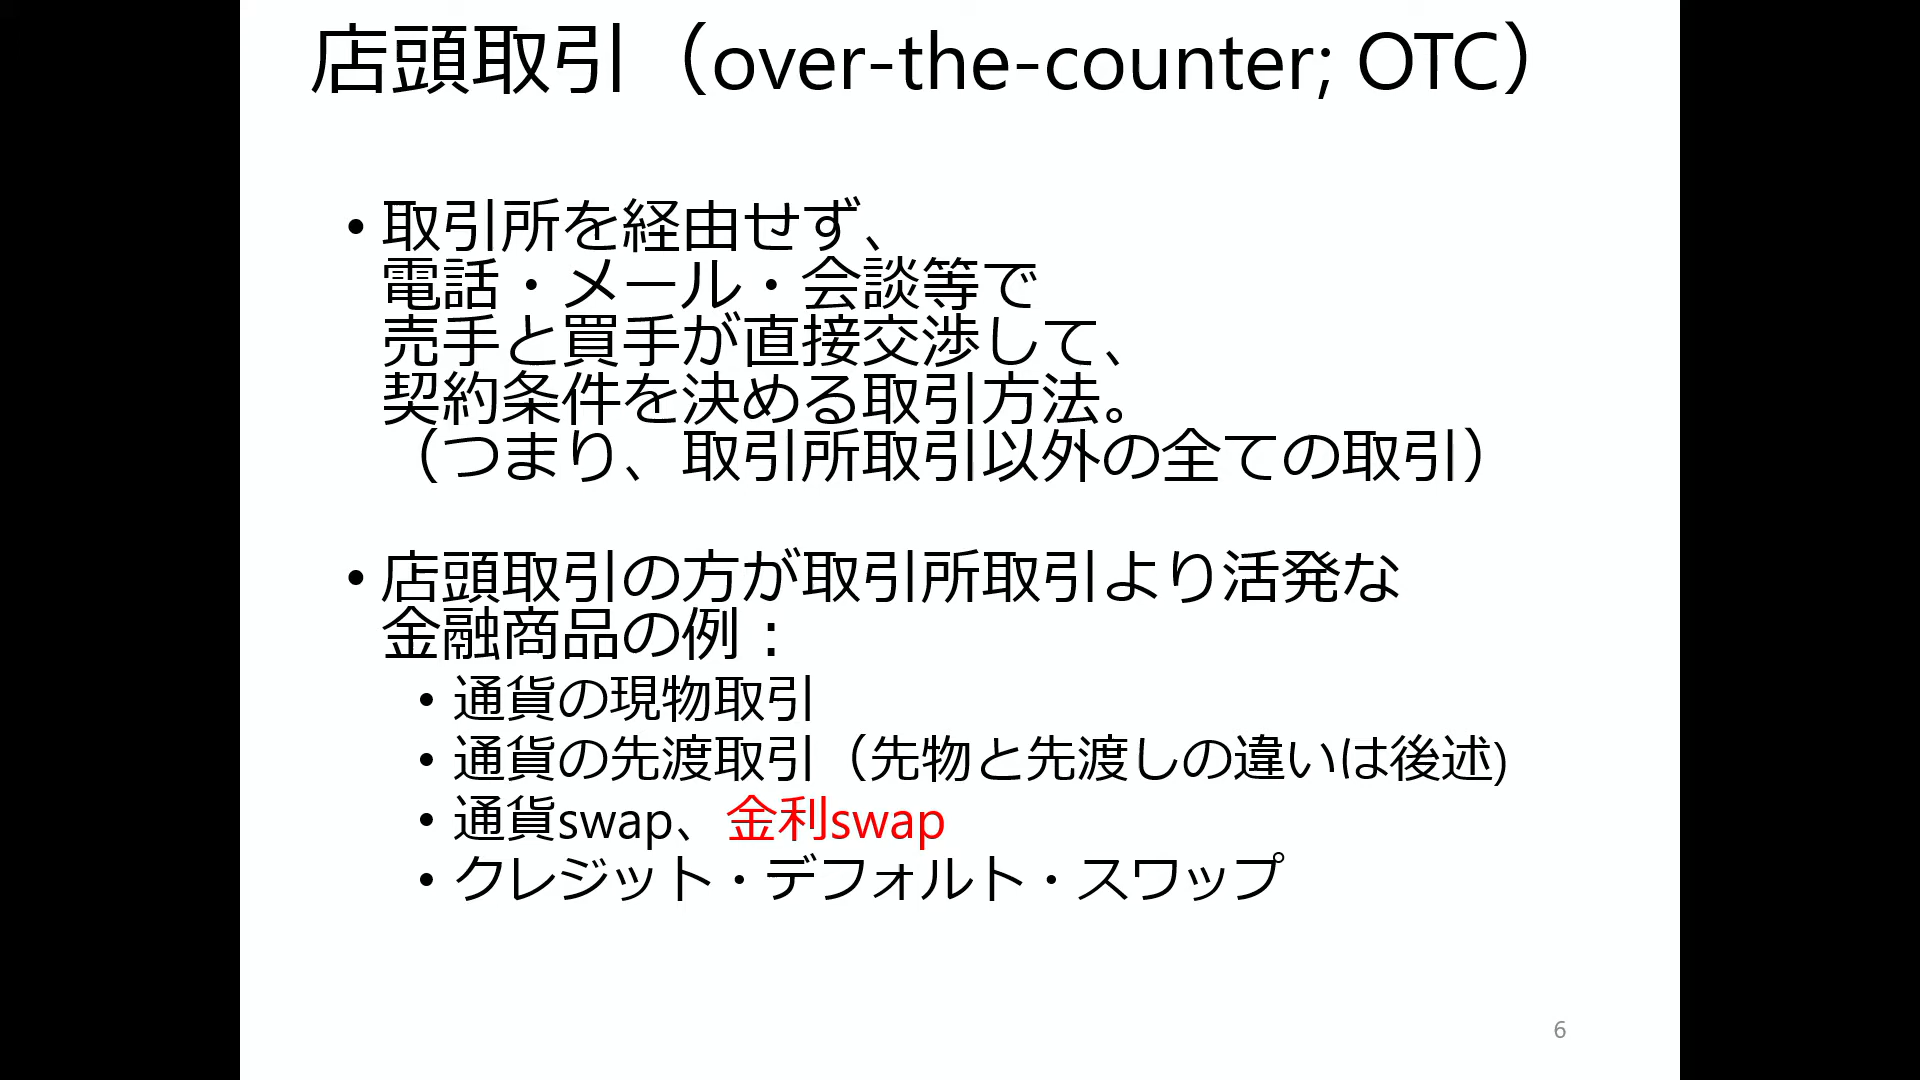 店頭取引（over-the-counter; OTC）
• 取引所を経由せず、
電話・メール・会談等で
売手と買手が直接交渉して、
契約条件を決める取引方法。
（つまり、取引所取引以外の全ての取引）
• 店頭取引の方が取引所取引より活発な
金融商品の例：
• 通貨の現物取引
• 通貨の先渡取引（先物と先渡しの違いは後述)
• 通貨swap、金利swap
• クレジット・デフォルト・スワップ
6